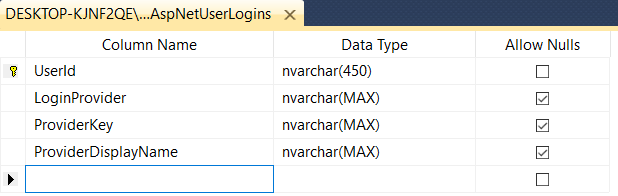 DESKTOP-KJNF2QE\...AspNetUserLogins
Column Name Data Type Allow Nulls
UserId nvarchar(450)
LoginProvider nvarchar(MAX)
ProviderKey nvarchar(MAX)
ProviderDisplayName nvarchar(MAX)